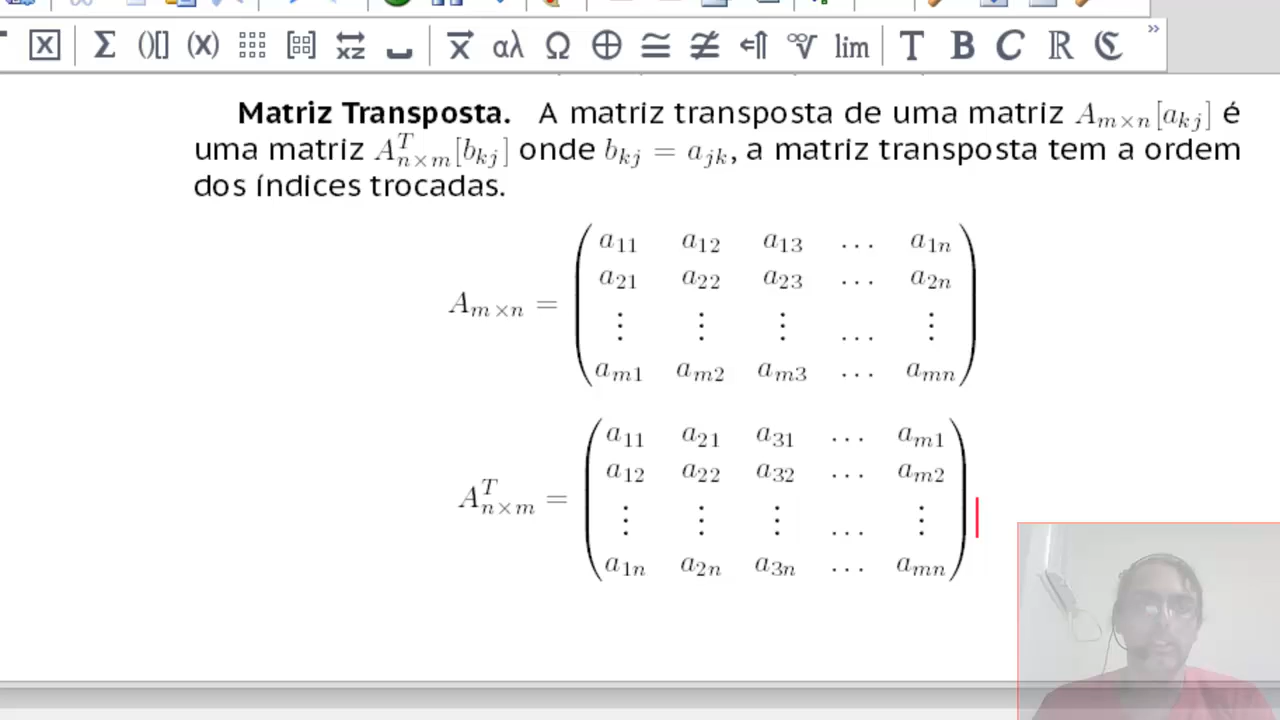 Σ ()[] (x) xz x αλ Ω ⊕ ≅ ≇ ⇍ lim T B C ℝ ℭ »
Matriz Transposta. A matriz transposta de uma matriz A_{m×n}[a_{kj}] é
uma matriz A^T_{n×m}[b_{kj}] onde b_{kj} = a_{jk}, a matriz transposta tem a ordem
dos índices trocadas.
a_{11} a_{12} a_{13} … a_{1n}
a_{21} a_{22} a_{23} … a_{2n}
A_{m×n} = ⋮ ⋮ ⋮ … ⋮
a_{m1} a_{m2} a_{m3} … a_{mn}
a_{11} a_{21} a_{31} … a_{m1}
a_{12} a_{22} a_{32} … a_{m2}
A^T_{n×m} = ⋮ ⋮ ⋮ … ⋮
a_{1n} a_{2n} a_{3n} … a_{mn}